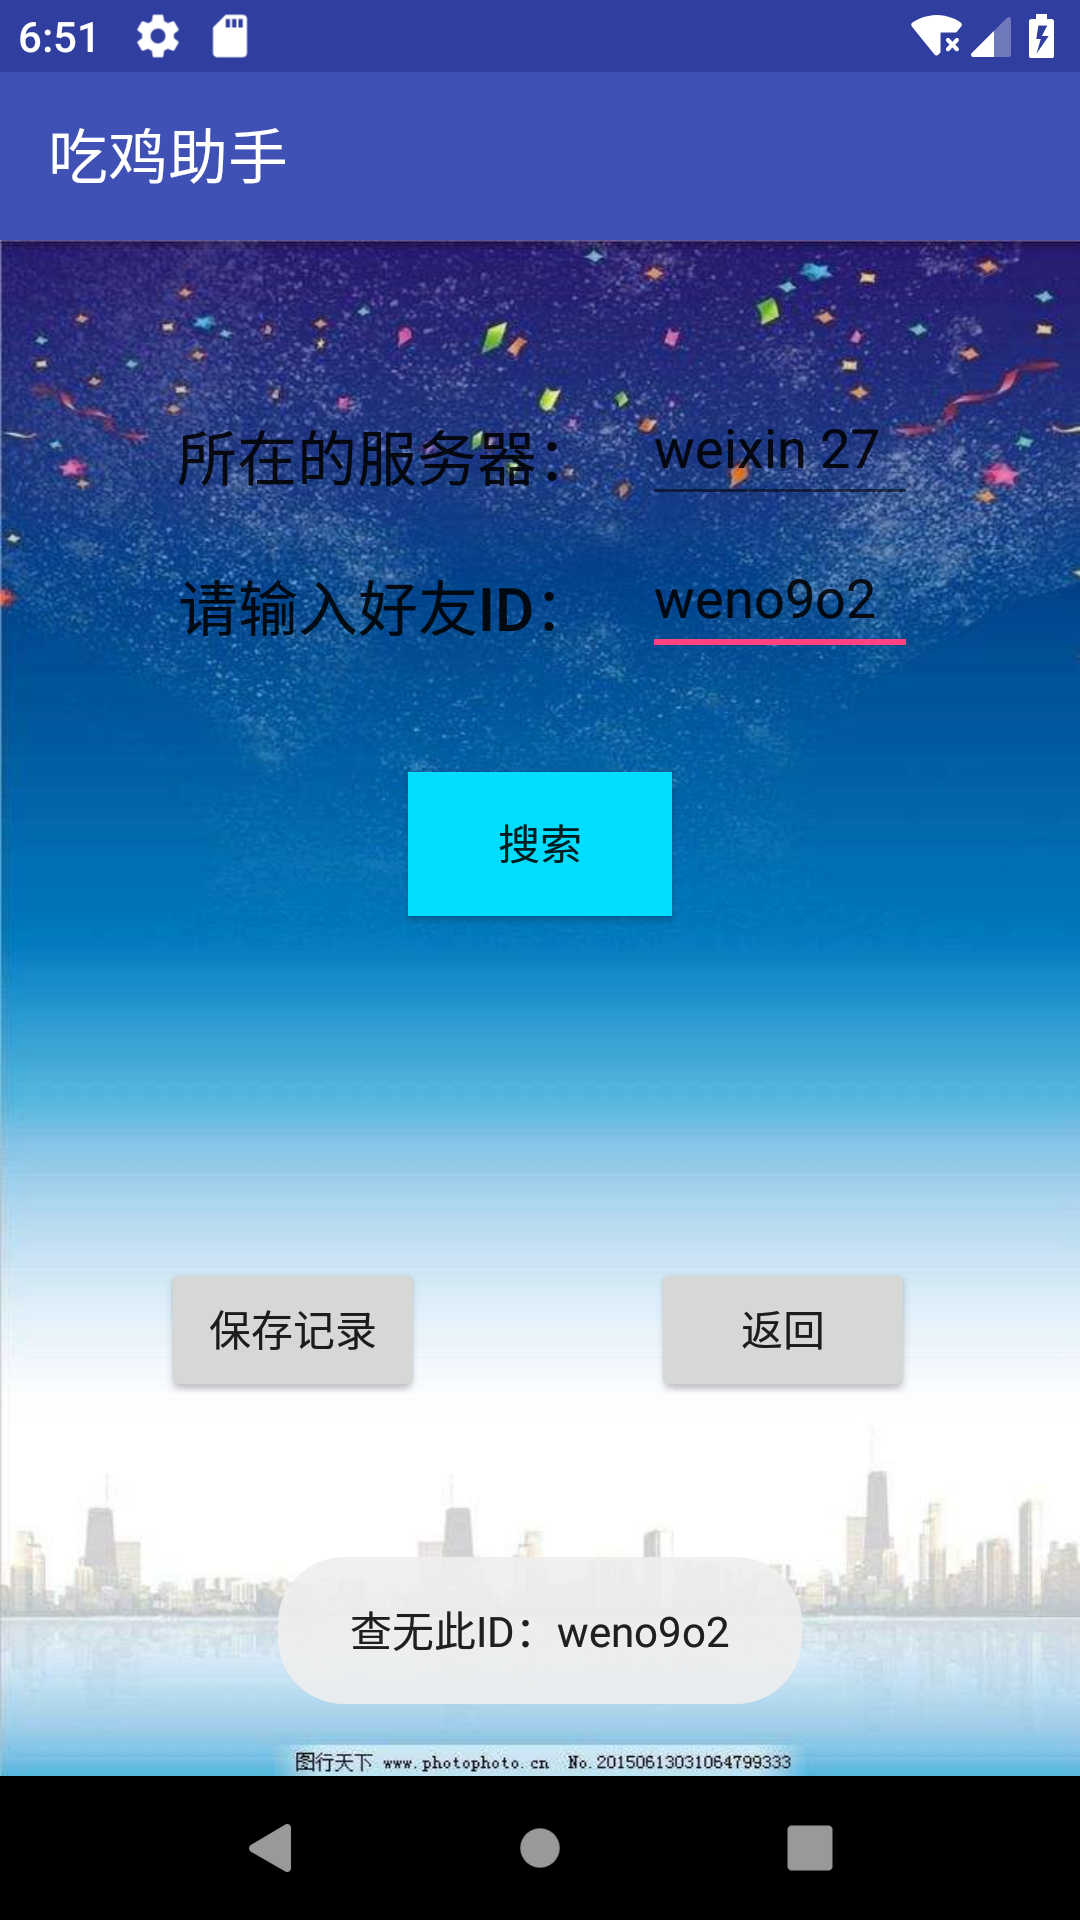 6:51
吃鸡助手
所在的服务器：
weixin 27
请输入好友ID：
weno9o2
搜索
保存记录
返回
查无此ID：weno9o2
图行天下 www.photophoto.cn No.20150613031064799333